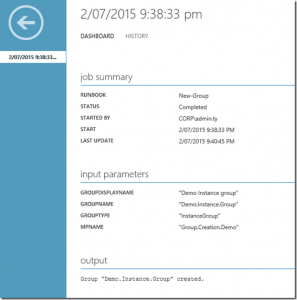 2/07/2015 9:38:33 pm
DASHBOARD HISTORY
2/07/2015 9:38:33...
job summary
RUNBOOK New-Group
STATUS Completed
STARTED BY CORP\admin.ty
START 2/07/2015 9:38:33 PM
LAST UPDATE 2/07/2015 9:40:45 PM
input parameters
GROUPDISPLAYNAME "Demo Instance group"
GROUPNAME "Demo.Instance.Group"
GROUPTYPE "InstanceGroup"
MPNAME "Group.Creation.Demo"
output
Group "Demo.Instance.Group" created.